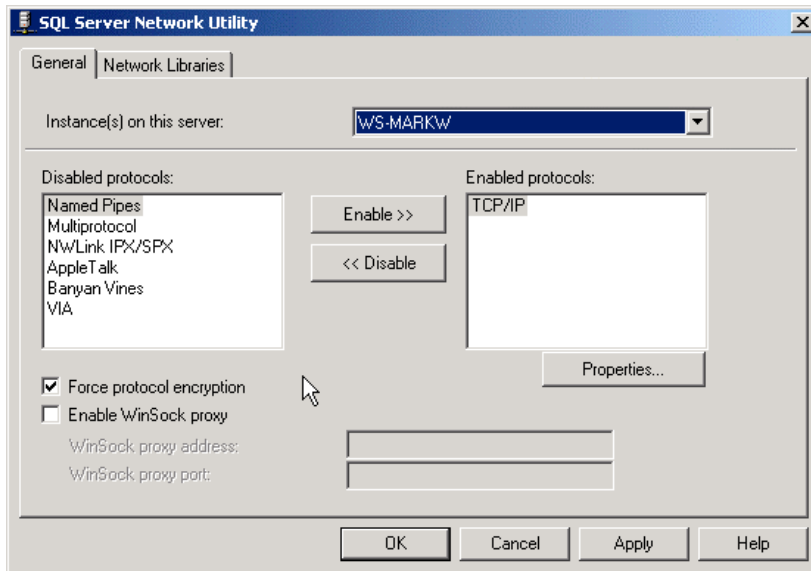 SQL Server Network Utility
General
Network Libraries
Instance(s) on this server:
WS-MARKW
Disabled protocols:
Named Pipes
Multiprotocol
NWLink IPX/SPX
AppleTalk
Banyan Vines
VIA
Enable >>
<< Disable
Enabled protocols:
TCP/IP
Properties...
Force protocol encryption
Enable WinSock proxy
WinSock proxy address:
WinSock proxy port:
OK
Cancel
Apply
Help